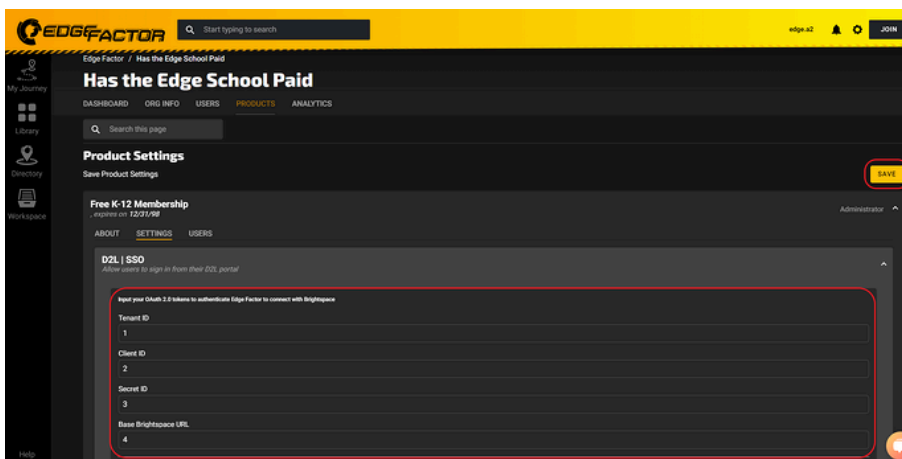 EDGE FACTOR
Start typing to search
edge.a2
JOIN
My Journey
Library
Directory
Workspace
Help
Edge Factor / Has the Edge School Paid
Has the Edge School Paid
DASHBOARD ORG INFO USERS PRODUCTS ANALYTICS
Search this page
Product Settings
Save Product Settings
SAVE
Free K-12 Membership
, expires on 12/31/98
Administrator
ABOUT SETTINGS USERS
D2L | SSO
Allow users to sign in from their D2L portal
Input your OAuth 2.0 tokens to authenticate Edge Factor to connect with Brightspace
Tenant ID
1
Client ID
2
Secret ID
3
Base Brightspace URL
4